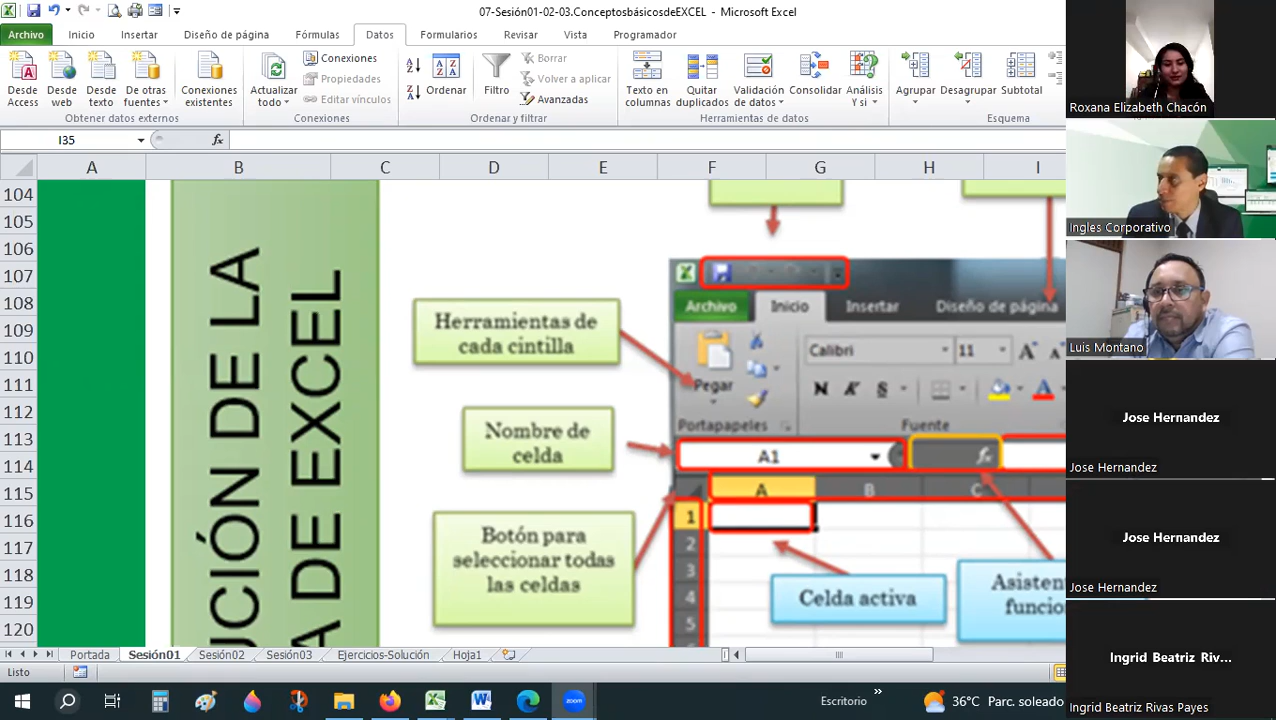 07-Sesión01-02-03.ConceptosbásicosdeEXCEL - Microsoft Excel
Archivo Inicio Insertar Diseño de página Fórmulas Datos Formularios Revisar Vista Programador
Desde Access
Desde web
Desde texto
De otras fuentes
Conexiones existentes
Obtener datos externos
Actualizar todo
Conexiones
Propiedades
Editar vínculos
Conexiones
Ordenar
Filtro
Borrar
Volver a aplicar
Avanzadas
Ordenar y filtrar
Texto en columnas
Quitar duplicados
Validación de datos
Consolidar
Análisis Y si
Herramientas de datos
Agrupar
Desagrupar
Subtotal
Esquema
I35
fx
A B C D E F G H I
104
105
106
107
108
109
110
111
112
113
114
115
116
117
118
119
120
UCIÓN DE LA
A DE EXCEL
Herramientas de
cada cintilla
Nombre de
celda
Botón para
seleccionar todas
las celdas
Archivo Inicio Insertar Diseño de página
Pegar
Calibri 11
N K S
Portapapeles
Fuente
A1
fx
A B C
1
2
3
4
5
Celda activa
Asisten
funcio
Portada Sesión01 Sesión02 Sesión03 Ejercicios-Solución Hoja1
Listo
zoom
Escritorio
36°C Parc. soleado
Roxana Elizabeth Chacón
Ingles Corporativo
Luis Montano
Jose Hernandez
Jose Hernandez
Jose Hernandez
Jose Hernandez
Ingrid Beatriz Riv...
Ingrid Beatriz Rivas Payes